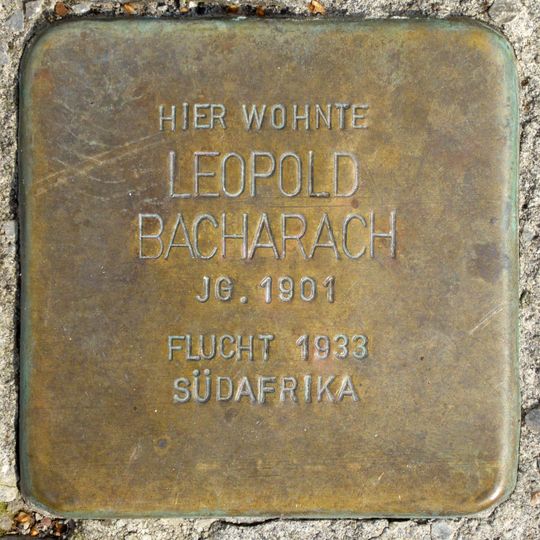 HIER WOHNTE
LEOPOLD
BACHARACH
JG. 1901
FLUCHT 1933
SÜDAFRIKA